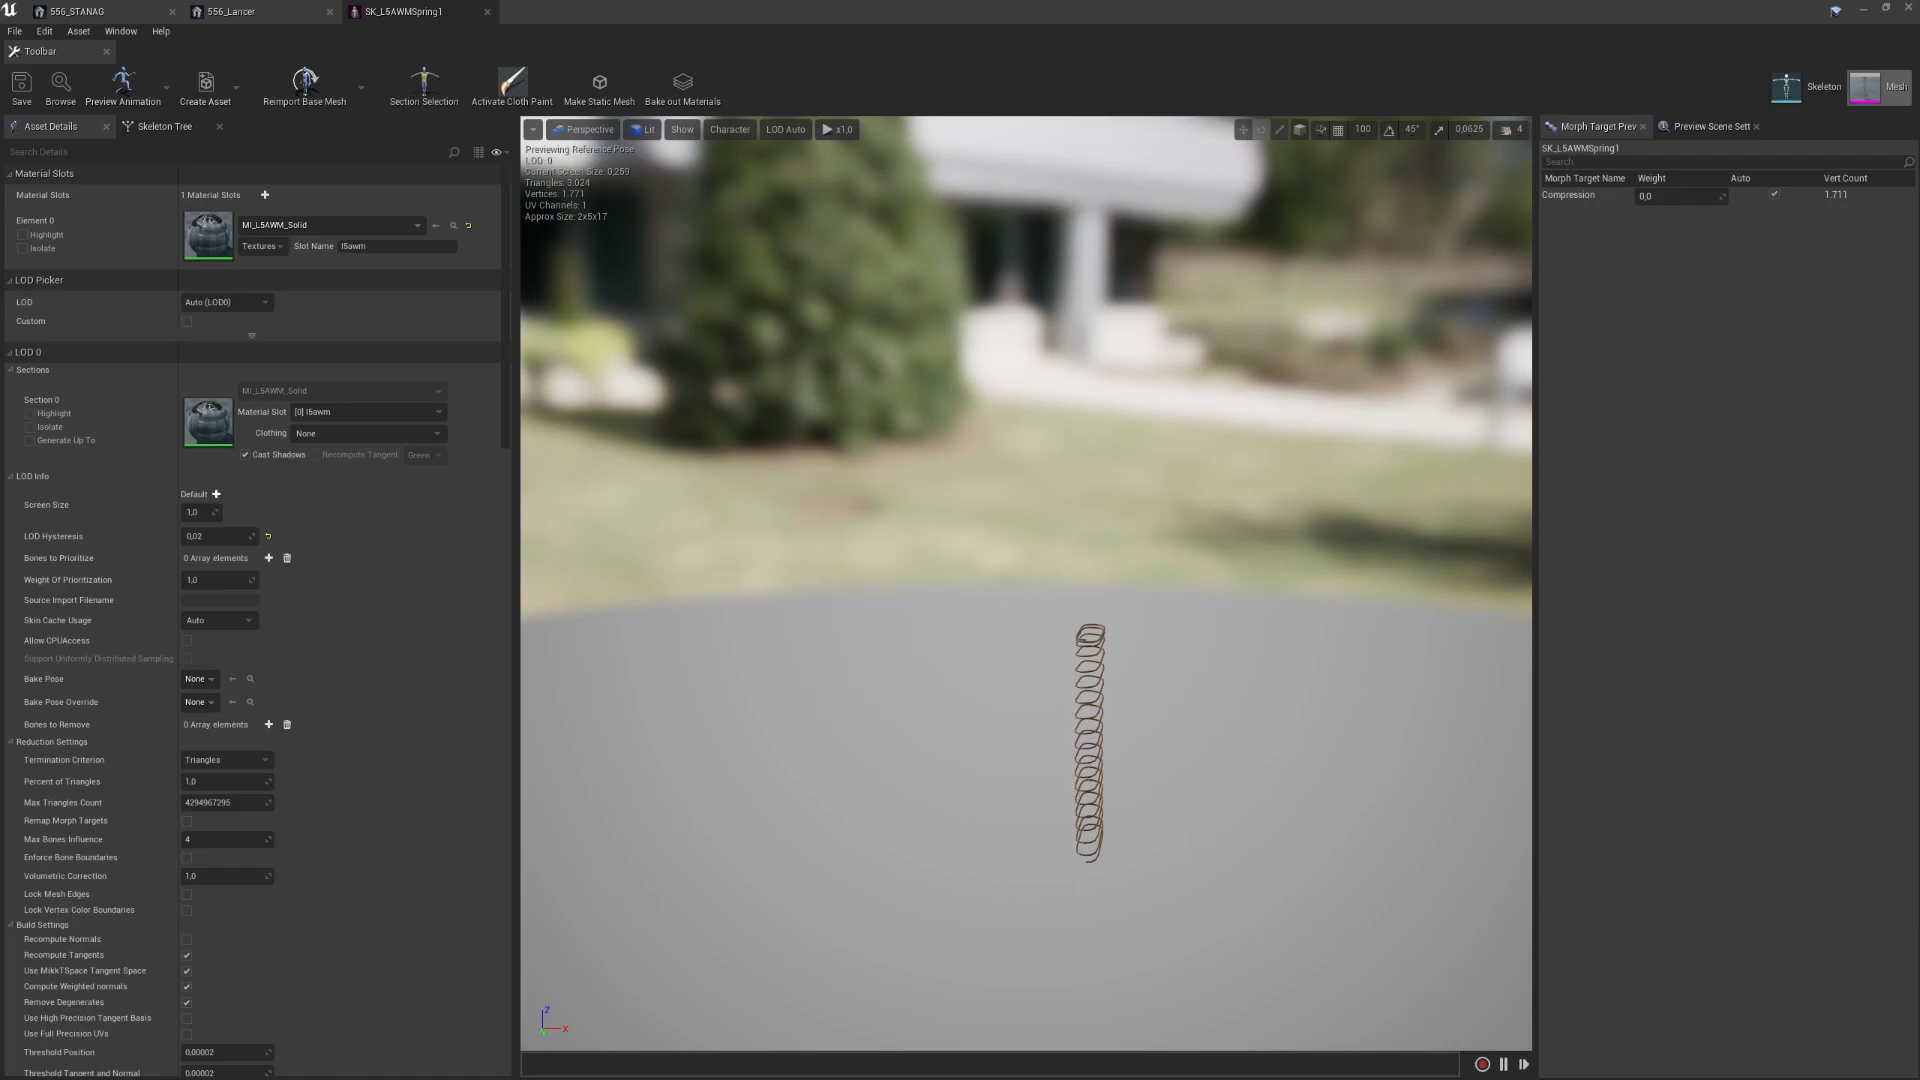 556_STANAG
556_Lancer
SK_L5AWMSpring1
File Edit Asset Window Help
Toolbar
Save
Browse
Preview Animation
Create Asset
Reimport Base Mesh
Section Selection
Activate Cloth Paint
Make Static Mesh
Bake out Materials
Skeleton
Mesh
Asset Details
Skeleton Tree
Search Details
Material Slots
Material Slots 1 Material Slots
Element 0
Highlight
Isolate
MI_L5AWM_Solid
Textures Slot Name l5awm
LOD Picker
LOD Auto (LOD0)
Custom
LOD 0
Sections
Section 0
Highlight
Isolate
Generate Up To
MI_L5AWM_Solid
Material Slot [0] l5awm
Clothing None
Cast Shadows Recompute Tangent Green
LOD Info
Screen Size Default
1,0
LOD Hysteresis 0,02
Bones to Prioritize 0 Array elements
Weight Of Prioritization 1,0
Source Import Filename
Skin Cache Usage Auto
Allow CPUAccess
Support Uniformly Distributed Sampling
Bake Pose None
Bake Pose Override None
Bones to Remove 0 Array elements
Reduction Settings
Termination Criterion Triangles
Percent of Triangles 1,0
Max Triangles Count 4294967295
Remap Morph Targets
Max Bones Influence 4
Enforce Bone Boundaries
Volumetric Correction 1,0
Lock Mesh Edges
Lock Vertex Color Boundaries
Build Settings
Recompute Normals
Recompute Tangents
Use MikkTSpace Tangent Space
Compute Weighted normals
Remove Degenerates
Use High Precision Tangent Basis
Use Full Precision UVs
Threshold Position 0,00002
Threshold Tangent and Normal 0,00002
Perspective Lit Show Character LOD Auto x1,0
100 45° 0,0625 4
Previewing Reference Pose
LOD: 0
Current Screen Size: 0,259
Triangles: 3.024
Vertices: 1.771
UV Channels: 1
Approx Size: 2x5x17
Z
X
Y
Morph Target Prev
Preview Scene Sett
SK_L5AWMSpring1
Search
Morph Target Name Weight Auto Vert Count
Compression 0,0 1.711